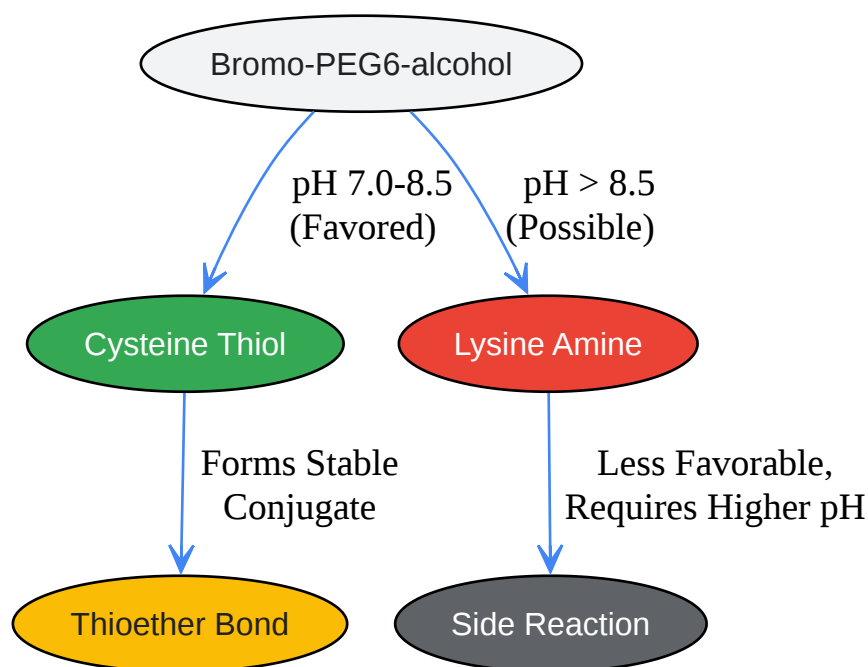 Bromo-PEG6-alcohol
pH 7.0-8.5
(Favored)
pH > 8.5
(Possible)
Cysteine Thiol
Lysine Amine
Forms Stable
Conjugate
Less Favorable,
Requires Higher pH
Thioether Bond
Side Reaction